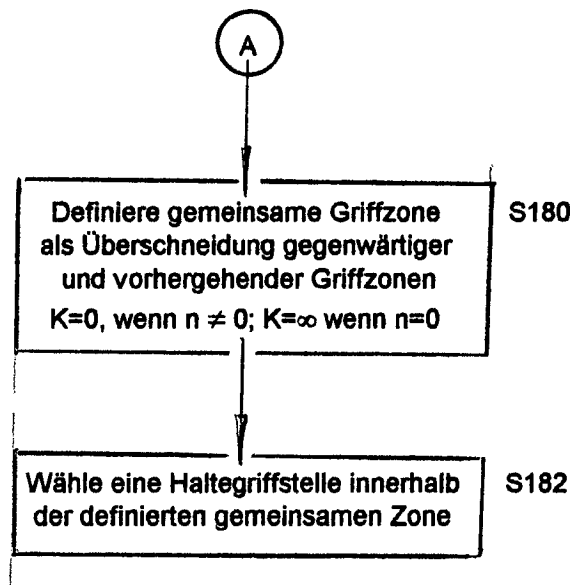 A
Definiere gemeinsame Griffzone
als Überschneidung gegenwärtiger
und vorhergehender Griffzonen
K=0, wenn n ≠ 0; K=∞ wenn n=0
S180
Wähle eine Haltegriffstelle innerhalb
der definierten gemeinsamen Zone
S182